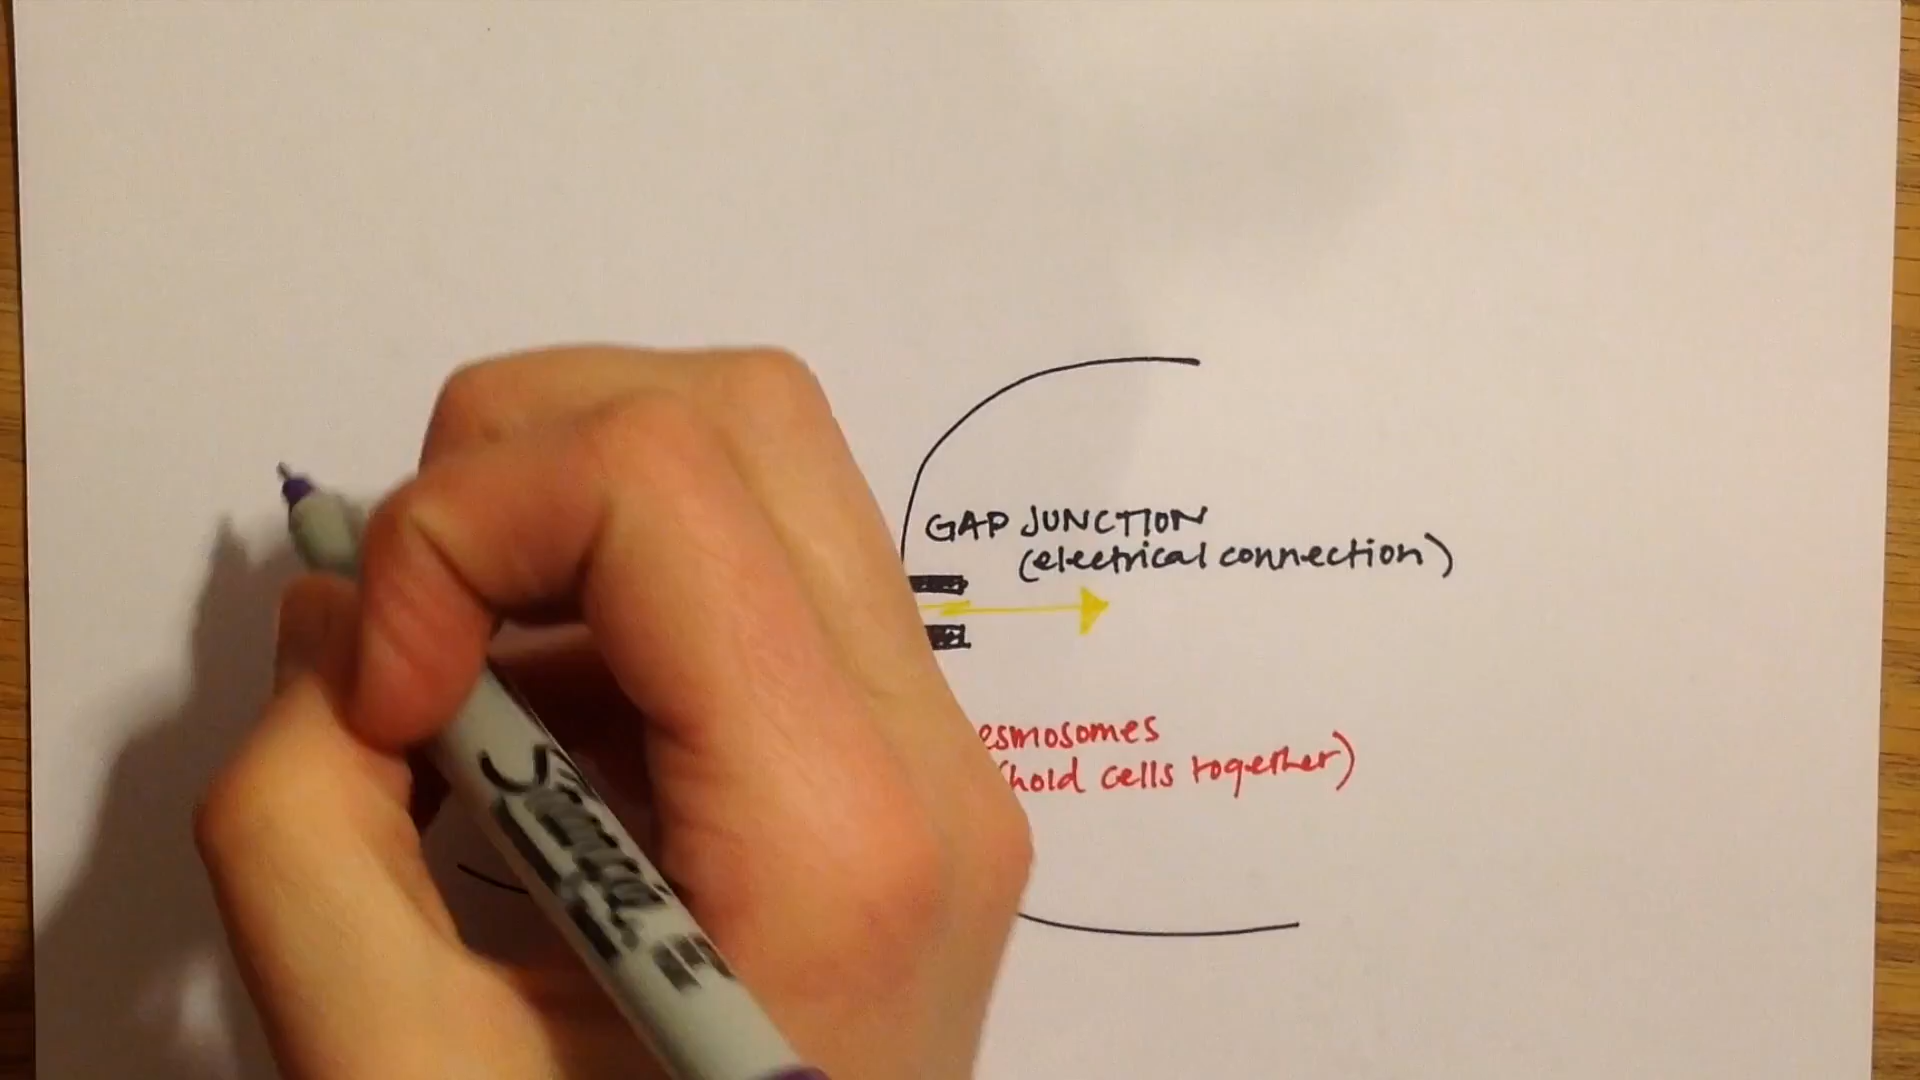 GAP JUNCTION
(electrical connection)
esmosomes
(hold cells together)